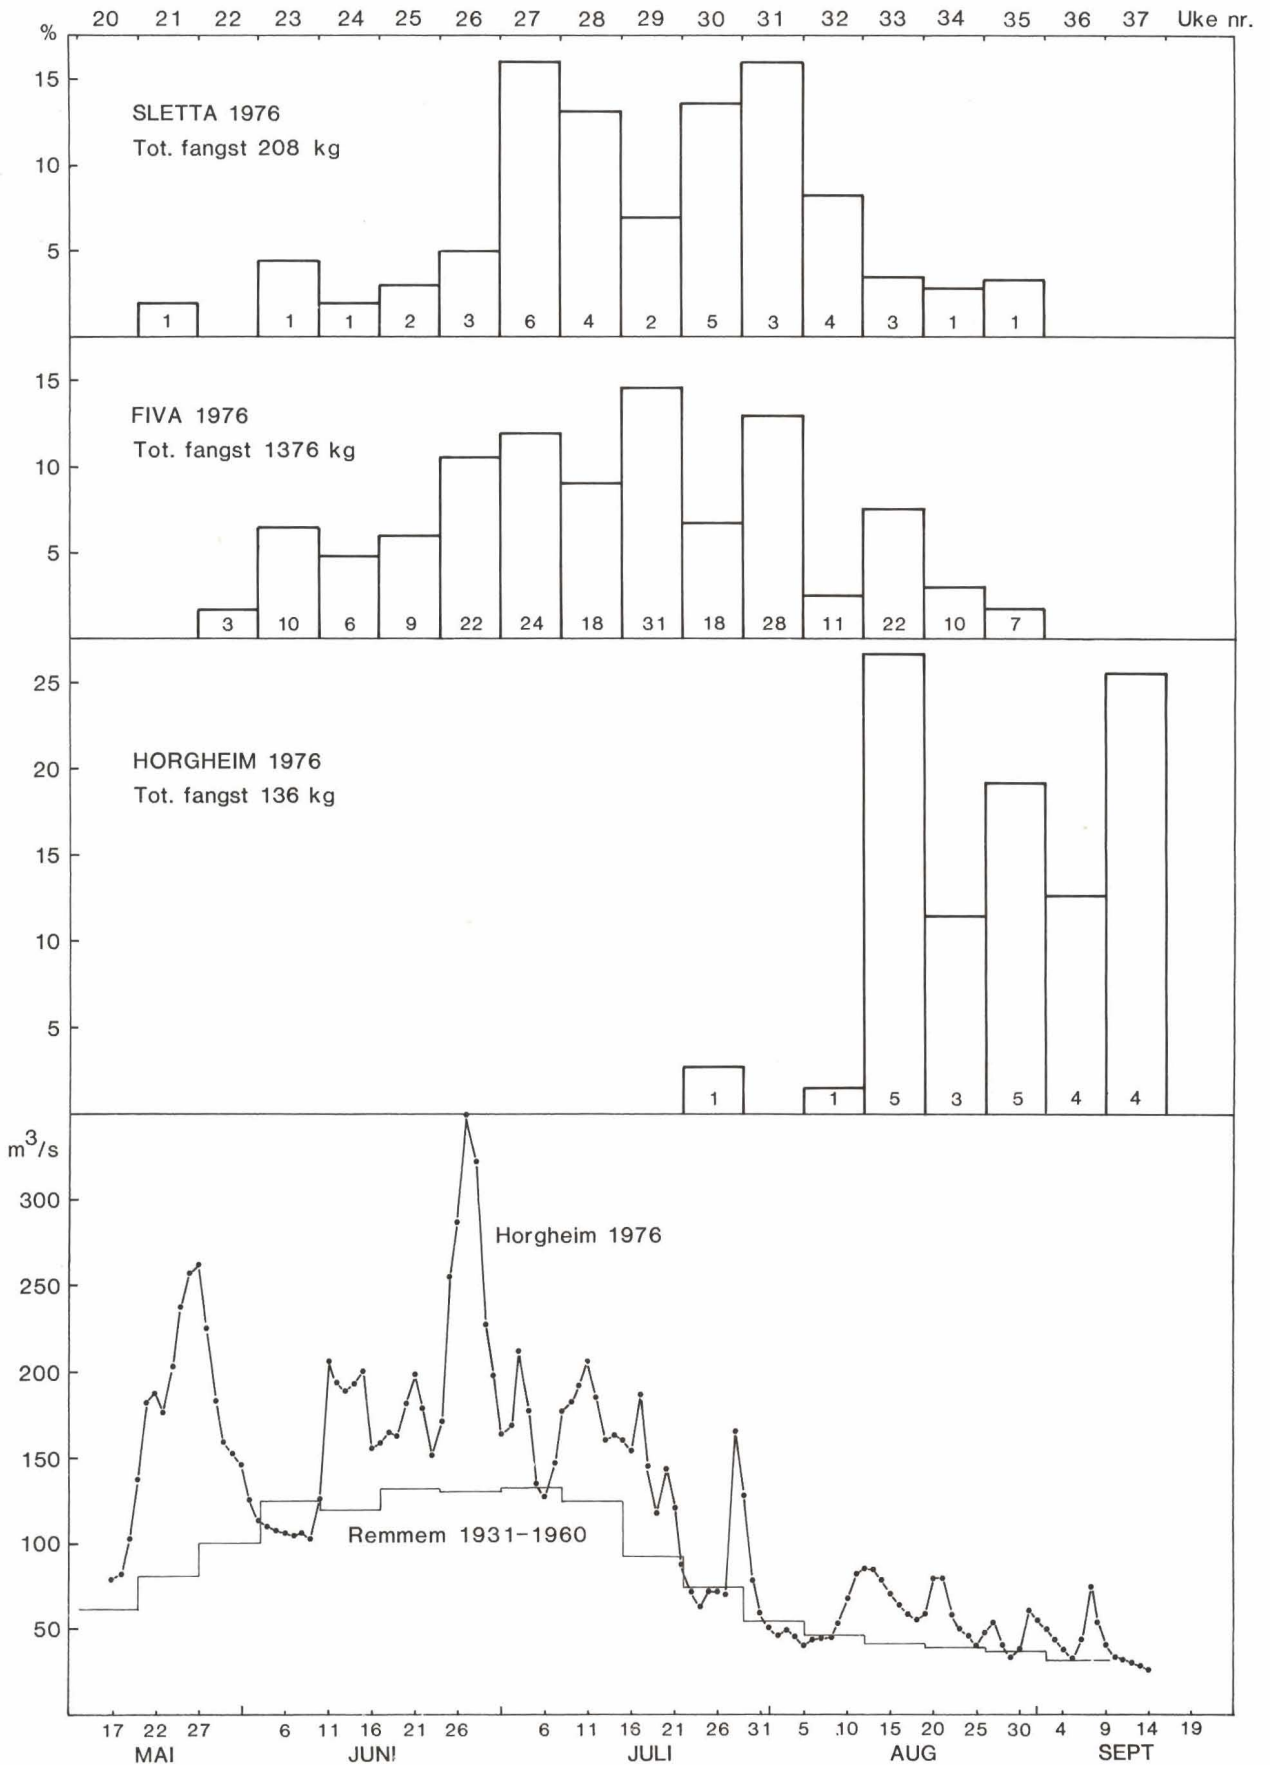 20 21 22 23 24 25 26 27 28 29 30 31 32 33 34 35 36 37 Uke nr.
%
15
SLETTA 1976
Tot. fangst 208 kg
10
5
1 1 1 2 3 6 4 2 5 3 4 3 1 1
15
FIVA 1976
Tot. fangst 1376 kg
10
5
3 10 6 9 22 24 18 31 18 28 11 22 10 7
25
HORGHEIM 1976
20
Tot. fangst 136 kg
15
10
5
1 1 5 3 5 4 4
m³/s
300
Horgheim 1976
250
200
150
Remmem 1931-1960
100
50
17 22 27 6 11 16 21 26 6 11 16 21 26 31 5 10 15 20 25 30 4 9 14 19
MAI JUNI JULI AUG SEPT